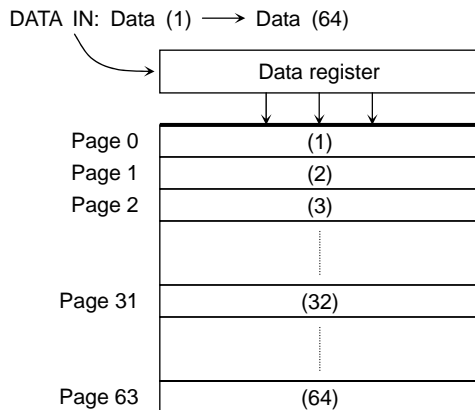 DATA IN: Data (1) → Data (64)
Data register
Page 0 (1)
Page 1 (2)
Page 2 (3)
Page 31 (32)
Page 63 (64)